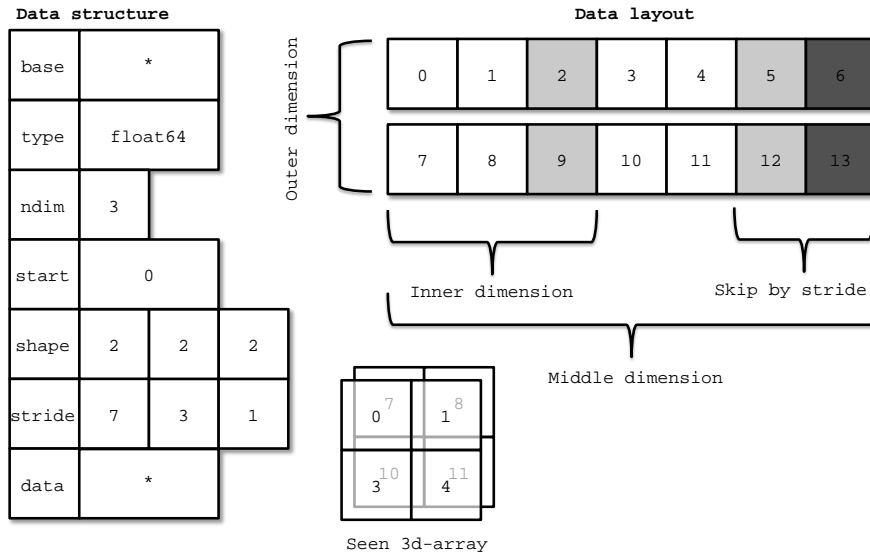 Data structure
base *
type float64
ndim 3
start 0
shape 2 2 2
stride 7 3 1
data *
Data layout
Outer dimension
0 1 2 3 4 5 6
7 8 9 10 11 12 13
Inner dimension
Skip by stride
Middle dimension
7 8
0 1
10 11
3 4
Seen 3d-array